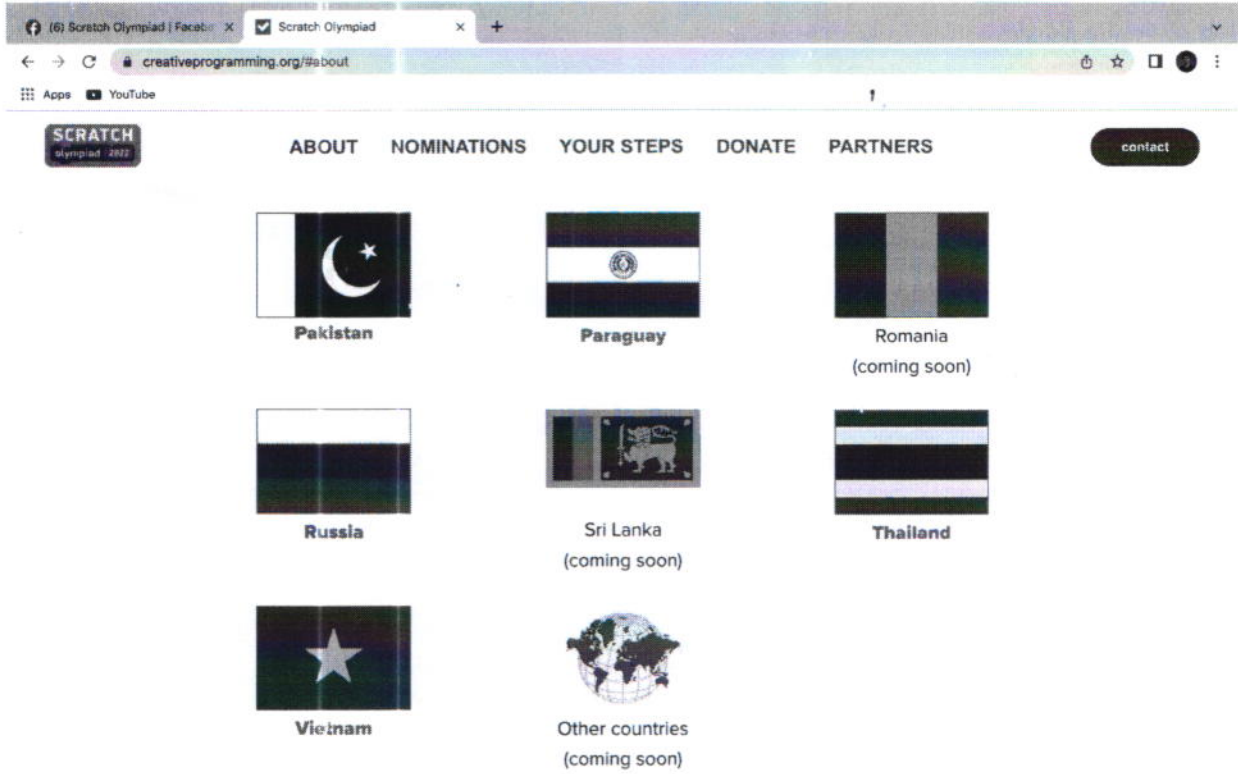 (6) Scratch Olympiad | Faceb
Scratch Olympiad
creativeprogramming.org/#about
Apps
YouTube
SCRATCH
olympiad 2022
ABOUT
NOMINATIONS
YOUR STEPS
DONATE
PARTNERS
contact
Pakistan
Paraguay
Romania
(coming soon)
Russia
Sri Lanka
(coming soon)
Thailand
Vietnam
Other countries
(coming soon)